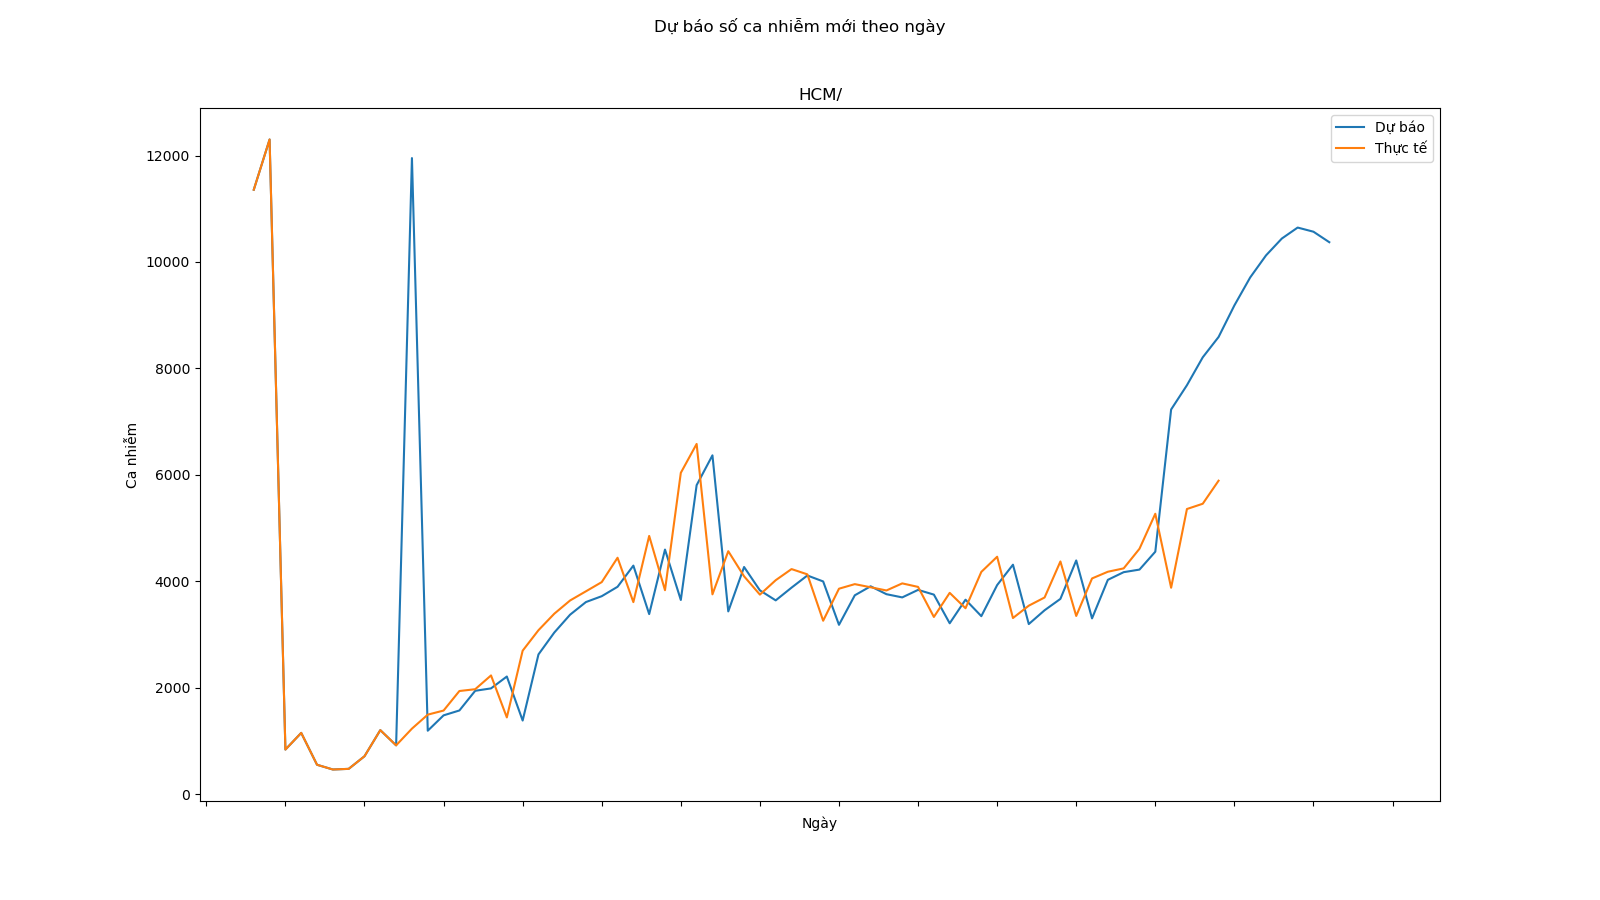 Dự báo số ca nhiễm mới theo ngày
HCM/
Dự báo
Thực tế
12000
10000
8000
6000
4000
2000
0
Ca nhiễm
Ngày